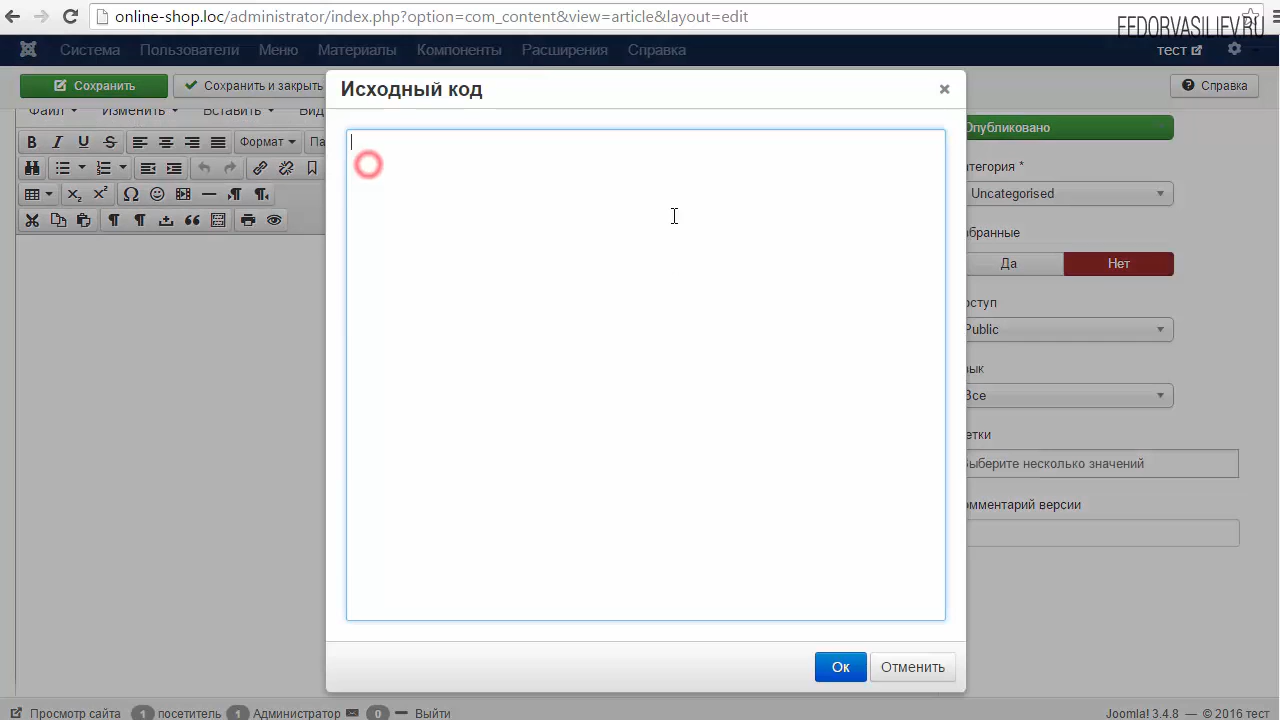 online-shop.loc/administrator/index.php?option=com_content&view=article&layout=edit
FEDORVASILIEV.RU
Система Пользователи Меню Материалы Компоненты Расширения Справка тест
Сохранить Сохранить и закрыть Справка
Исходный код ×
Файл Изменить Вставить Вид
Опубликовано
B I U S Формат
атегория *
Uncategorised
бранные
Да Нет
оступ
Public
зык
Все
етки
Выберите несколько значений
омментарий версии
Ок Отменить
Просмотр сайта 1 посетитель 1 Администратор 0 Выйти Joomla! 3.4.8 — © 2016 тест